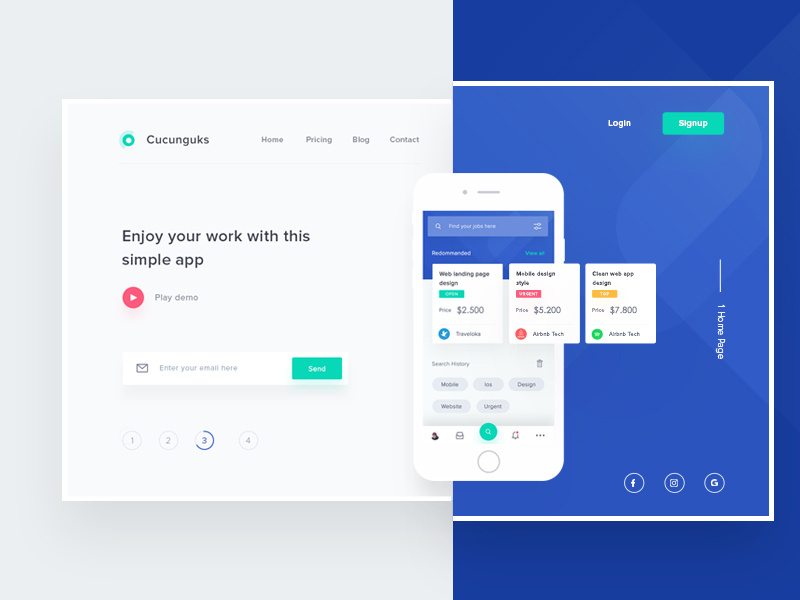 Cucunguks
Home
Pricing
Blog
Contact
Login
Signup
Enjoy your work with this
simple app
Play demo
Enter your email here
Send
1
2
3
4
Find your jobs here
Recommended
View all
Web landing page
design
OPEN
Price $2.500
Traveloka
Mobile design
style
URGENT
Price $5.200
Airbnb Tech
Clean web app
design
TOP
Price $7.800
Airbnb Tech
Search History
Mobile
Ios
Design
Website
Urgent
1 Home Page